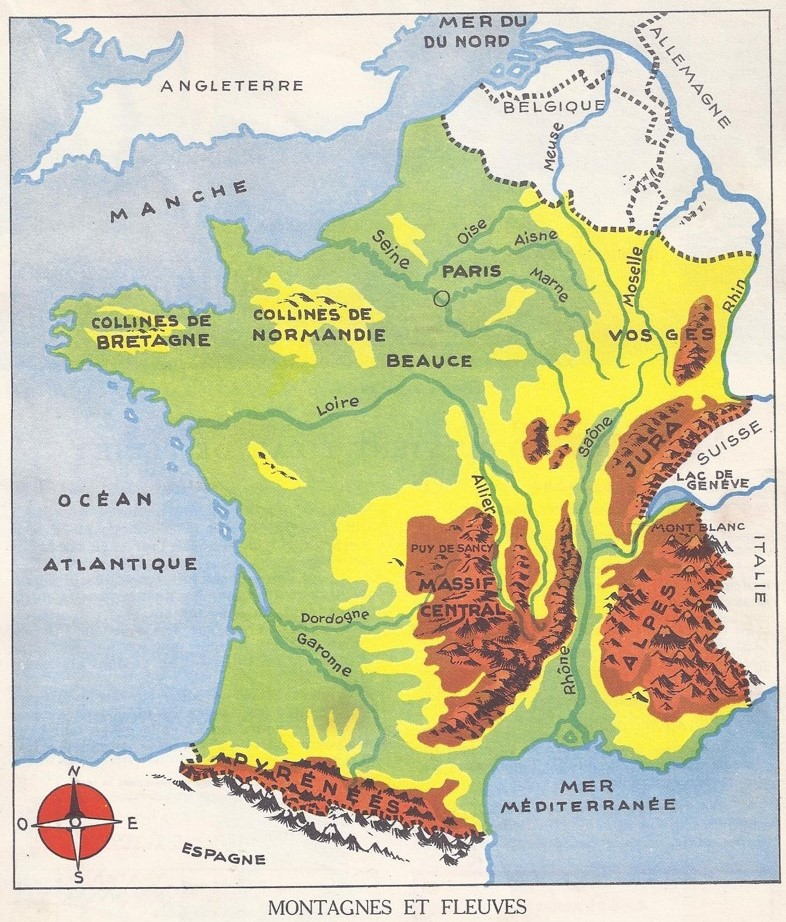 MER DU
DU NORD
ALLEMAGNE
ANGLETERRE
BELGIQUE
Meuse
MANCHE
Seine
Oise
Aisne
PARIS
Marne
Moselle
Rhin
COLLINES DE
BRETAGNE
COLLINES DE
NORMANDIE
VOSGES
BEAUCE
Loire
Saône
JURA
SUISSE
LAC DE
GENÈVE
Allier
OCÉAN
ATLANTIQUE
MONT BLANC
ITALIE
PUY DE SANCY
MASSIF
CENTRAL
ALPES
Dordogne
Garonne
Rhône
PYRÉNÉES
MER
MÉDITERRANÉE
N
O
E
S
ESPAGNE
MONTAGNES ET FLEUVES